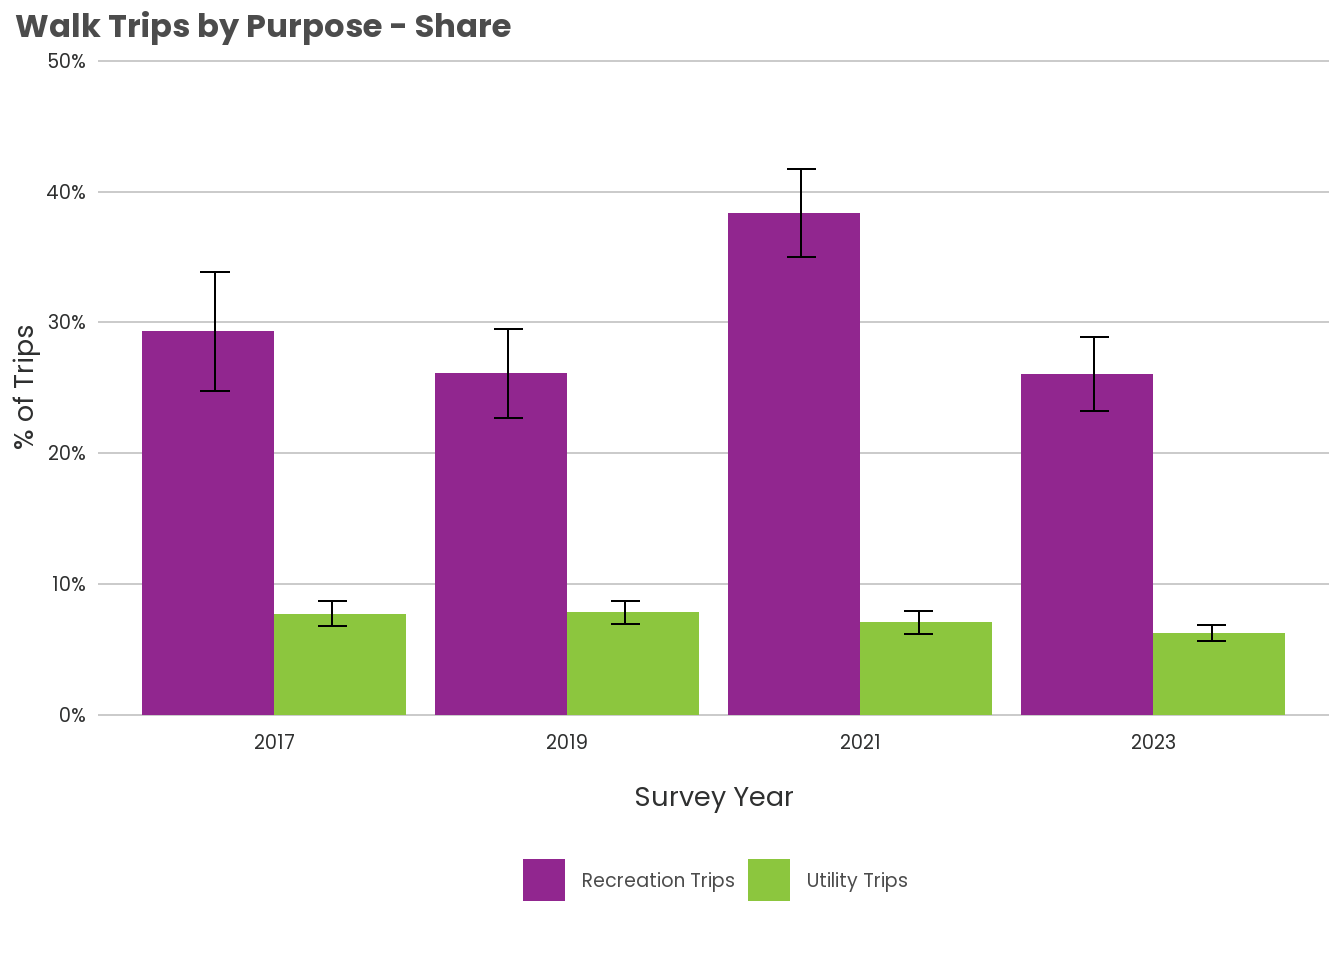 Walk Trips by Purpose - Share
50%
40%
30%
20%
10%
0%
% of Trips
2017 2019 2021 2023
Survey Year
Recreation Trips Utility Trips